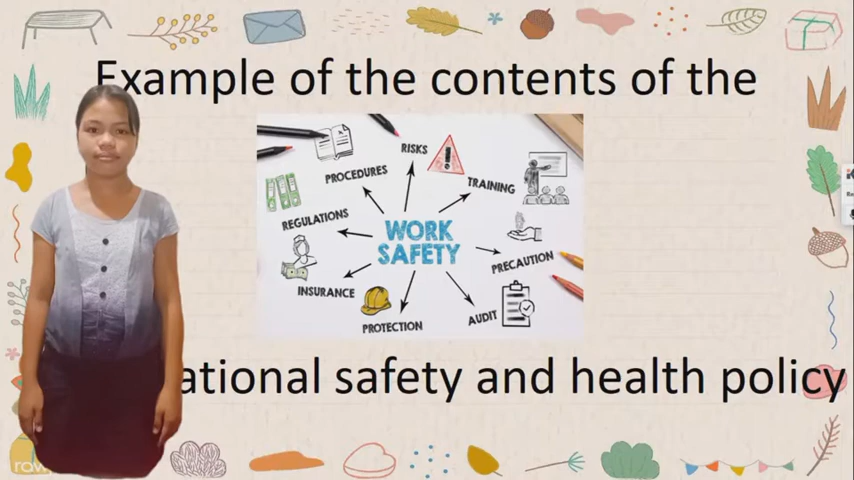 Example of the contents of the
RISKS
PROCEDURES
TRAINING
REGULATIONS
WORK
SAFETY
PRECAUTION
INSURANCE
AUDIT
PROTECTION
ational safety and health policy
raw